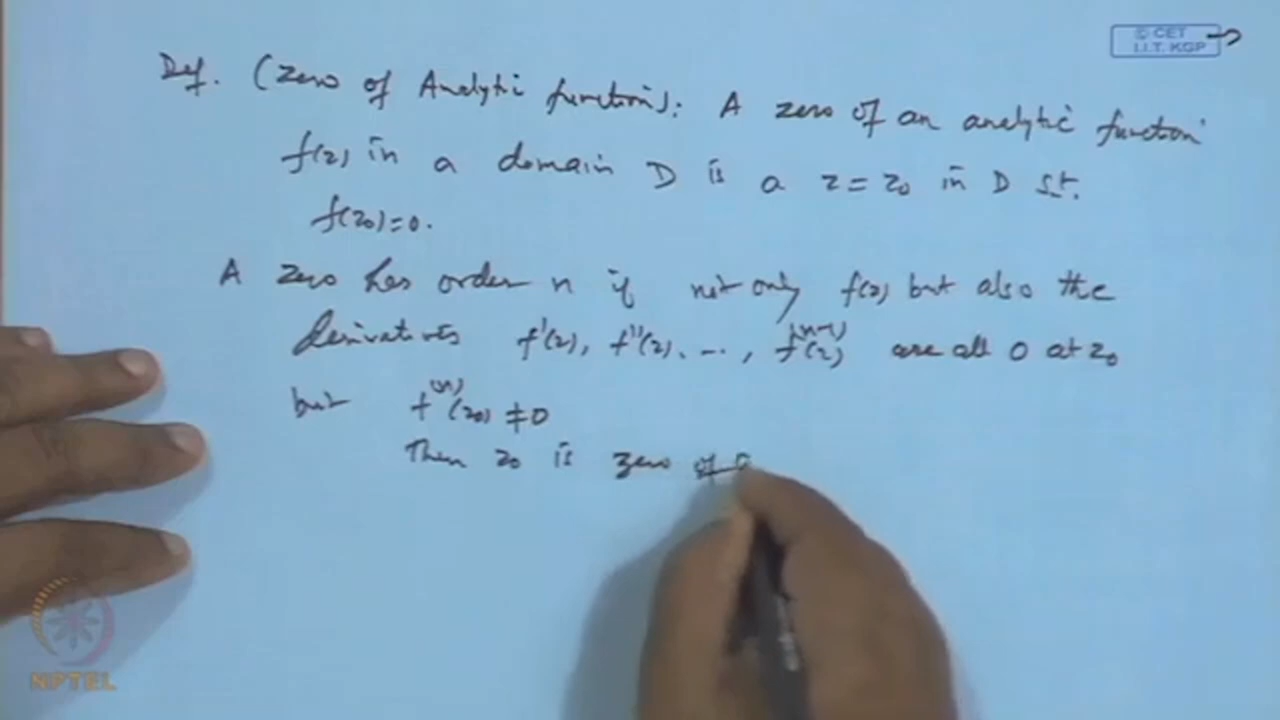 © CET
I.I.T. KGP
Def. (Zero of Analytic function): A zero of an analytic function
f(z) in a domain D is a z = z0 in D s.t.
f(z0) = 0.
A zero has order n if not only f(z) but also the
derivatives f'(z), f''(z), ..., f^(n-1)(z) are all 0 at z0
but f^(n)(z0) ≠ 0
Then z0 is zero of
NPTEL